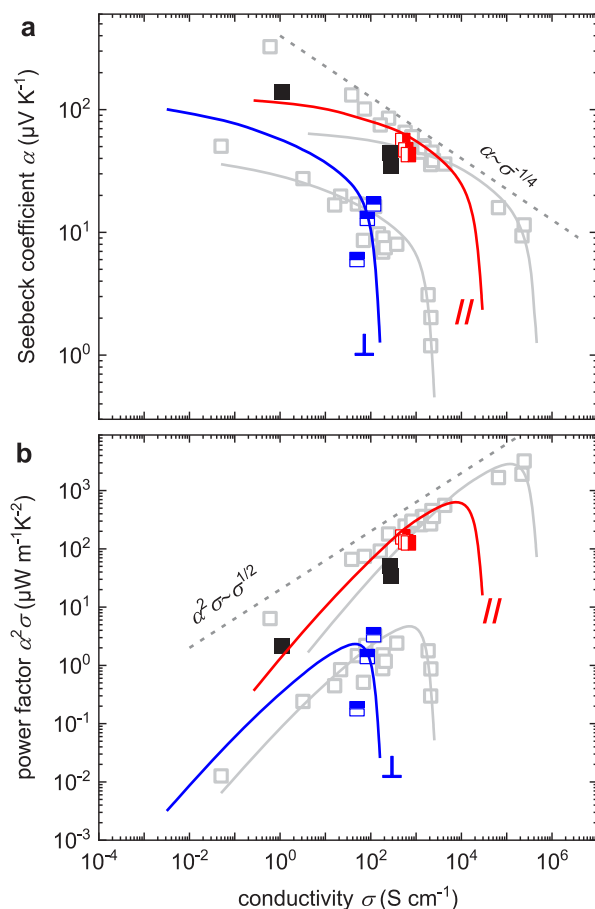 a
Seebeck coefficient α (µV K⁻¹)
10³
10²
10¹
10⁰
α~σ⁻¹/⁴
//
⊥
b
power factor α²σ (µW m⁻¹K⁻²)
10³
10²
10¹
10⁰
10⁻¹
10⁻²
10⁻³
α²σ~σ¹/²
//
⊥
10⁻⁴ 10⁻² 10⁰ 10² 10⁴ 10⁶
conductivity σ (S cm⁻¹)